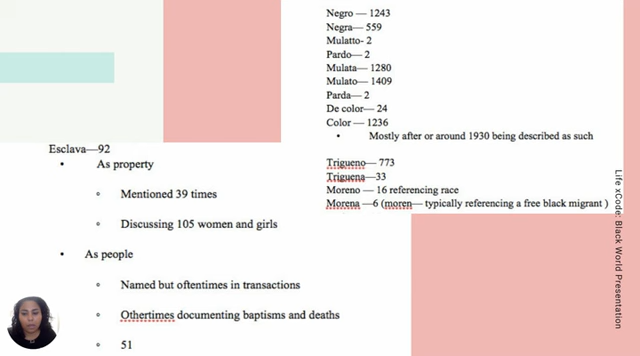 Negro — 1243
Negra— 559
Mulatto- 2
Pardo— 2
Mulata— 1280
Mulato— 1409
Parda— 2
De color— 24
Color — 1236
• Mostly after or around 1930 being described as such
Trigueno— 773
Triguena—33
Moreno — 16 referencing race
Morena —6 (moren— typically referencing a free black migrant )
Esclava—92
• As property
◦ Mentioned 39 times
◦ Discussing 105 women and girls
• As people
◦ Named but oftentimes in transactions
◦ Othertimes documenting baptisms and deaths
◦ 51
Life xCode: Black World Presentation